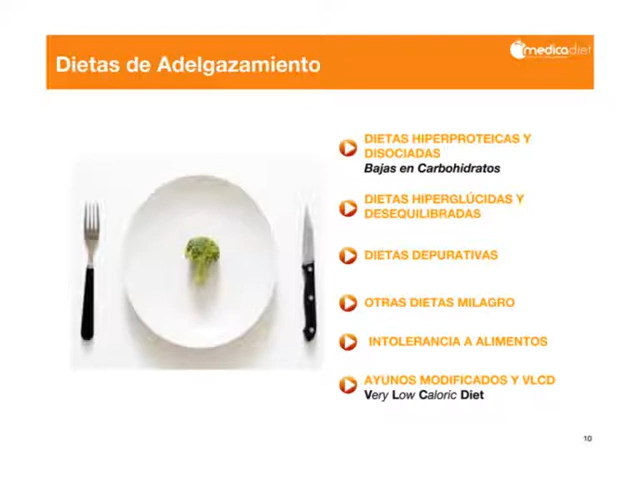 Dietas de Adelgazamiento
medicadiet
DIETAS HIPERPROTEICAS Y
DISOCIADAS
Bajas en Carbohidratos
DIETAS HIPERGLÚCIDAS Y
DESEQUILIBRADAS
DIETAS DEPURATIVAS
OTRAS DIETAS MILAGRO
INTOLERANCIA A ALIMENTOS
AYUNOS MODIFICADOS Y VLCD
Very Low Caloric Diet
10